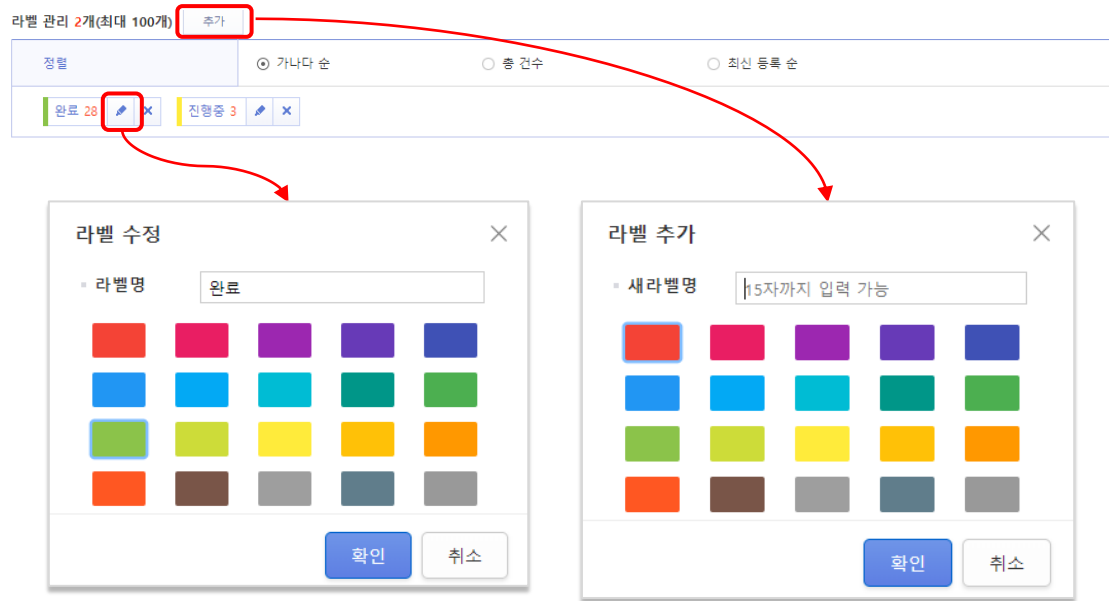 라벨 관리 2개(최대 100개) 추가
정렬 가나다 순 총 건수 최신 등록 순
완료 28 진행중 3
라벨 수정
라벨명 완료
확인 취소
라벨 추가
새라벨명 15자까지 입력 가능
확인 취소